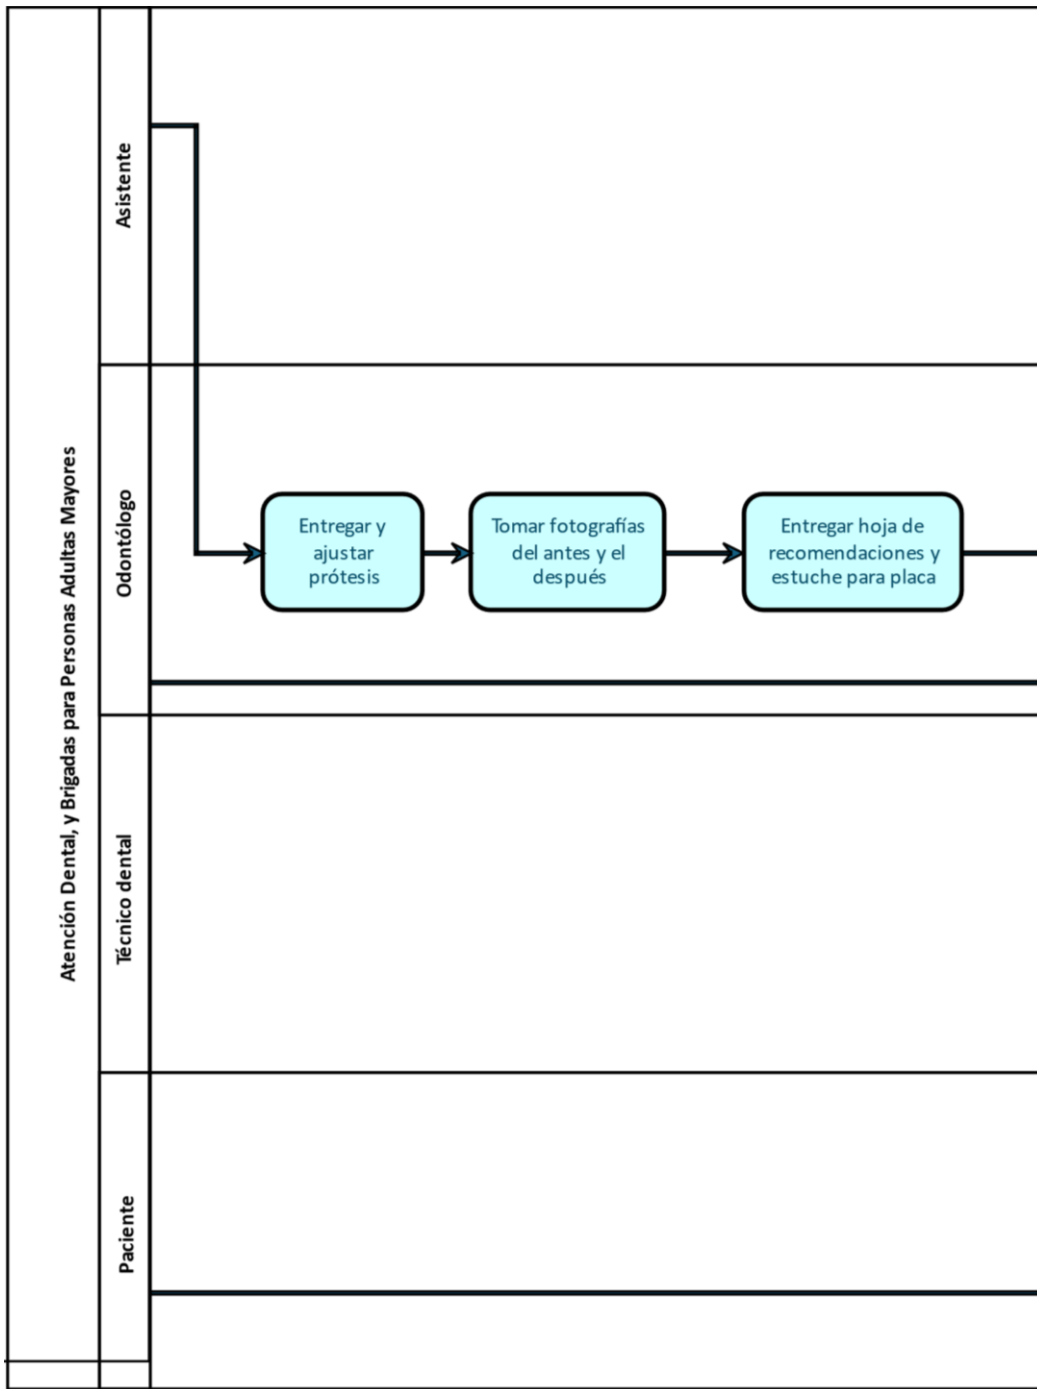 Atención Dental, y Brigadas para Personas Adultas Mayores
Asistente
Odontólogo
Entregar y
ajustar
prótesis
Tomar fotografías
del antes y el
después
Entregar hoja de
recomendaciones y
estuche para placa
Técnico dental
Paciente